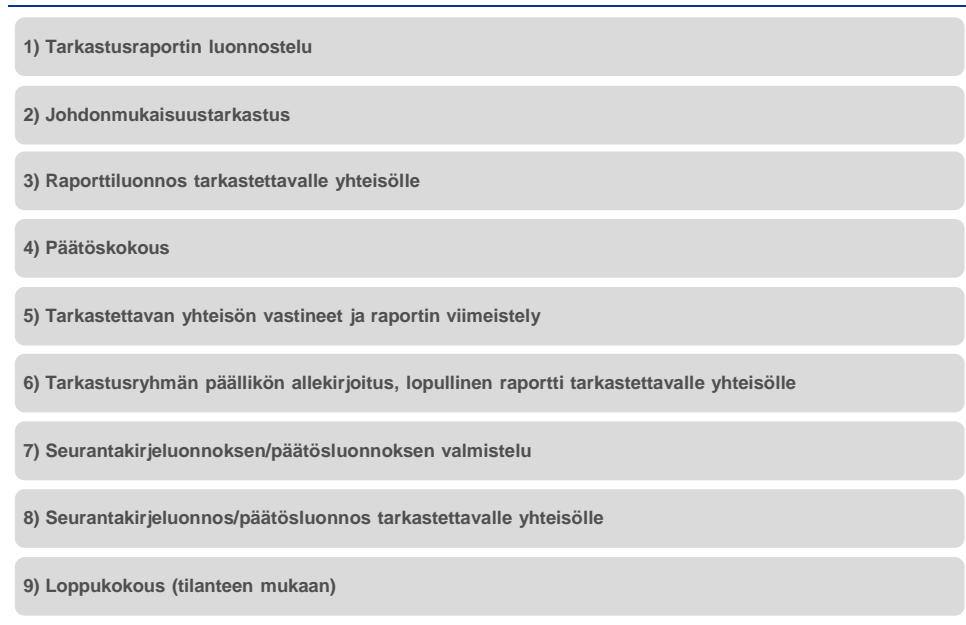 1) Tarkastusraportin luonnostelu
2) Johdonmukaisuustarkastus
3) Raporttiluonnos tarkastettavalle yhteisölle
4) Päätöskokous
5) Tarkastettavan yhteisön vastineet ja raportin viimeistely
6) Tarkastusryhmän päällikön allekirjoitus, lopullinen raportti tarkastettavalle yhteisölle
7) Seurantakirjeluonnoksen/päätösluonnoksen valmistelu
8) Seurantakirjeluonnos/päätösluonnos tarkastettavalle yhteisölle
9) Loppukokous (tilanteen mukaan)